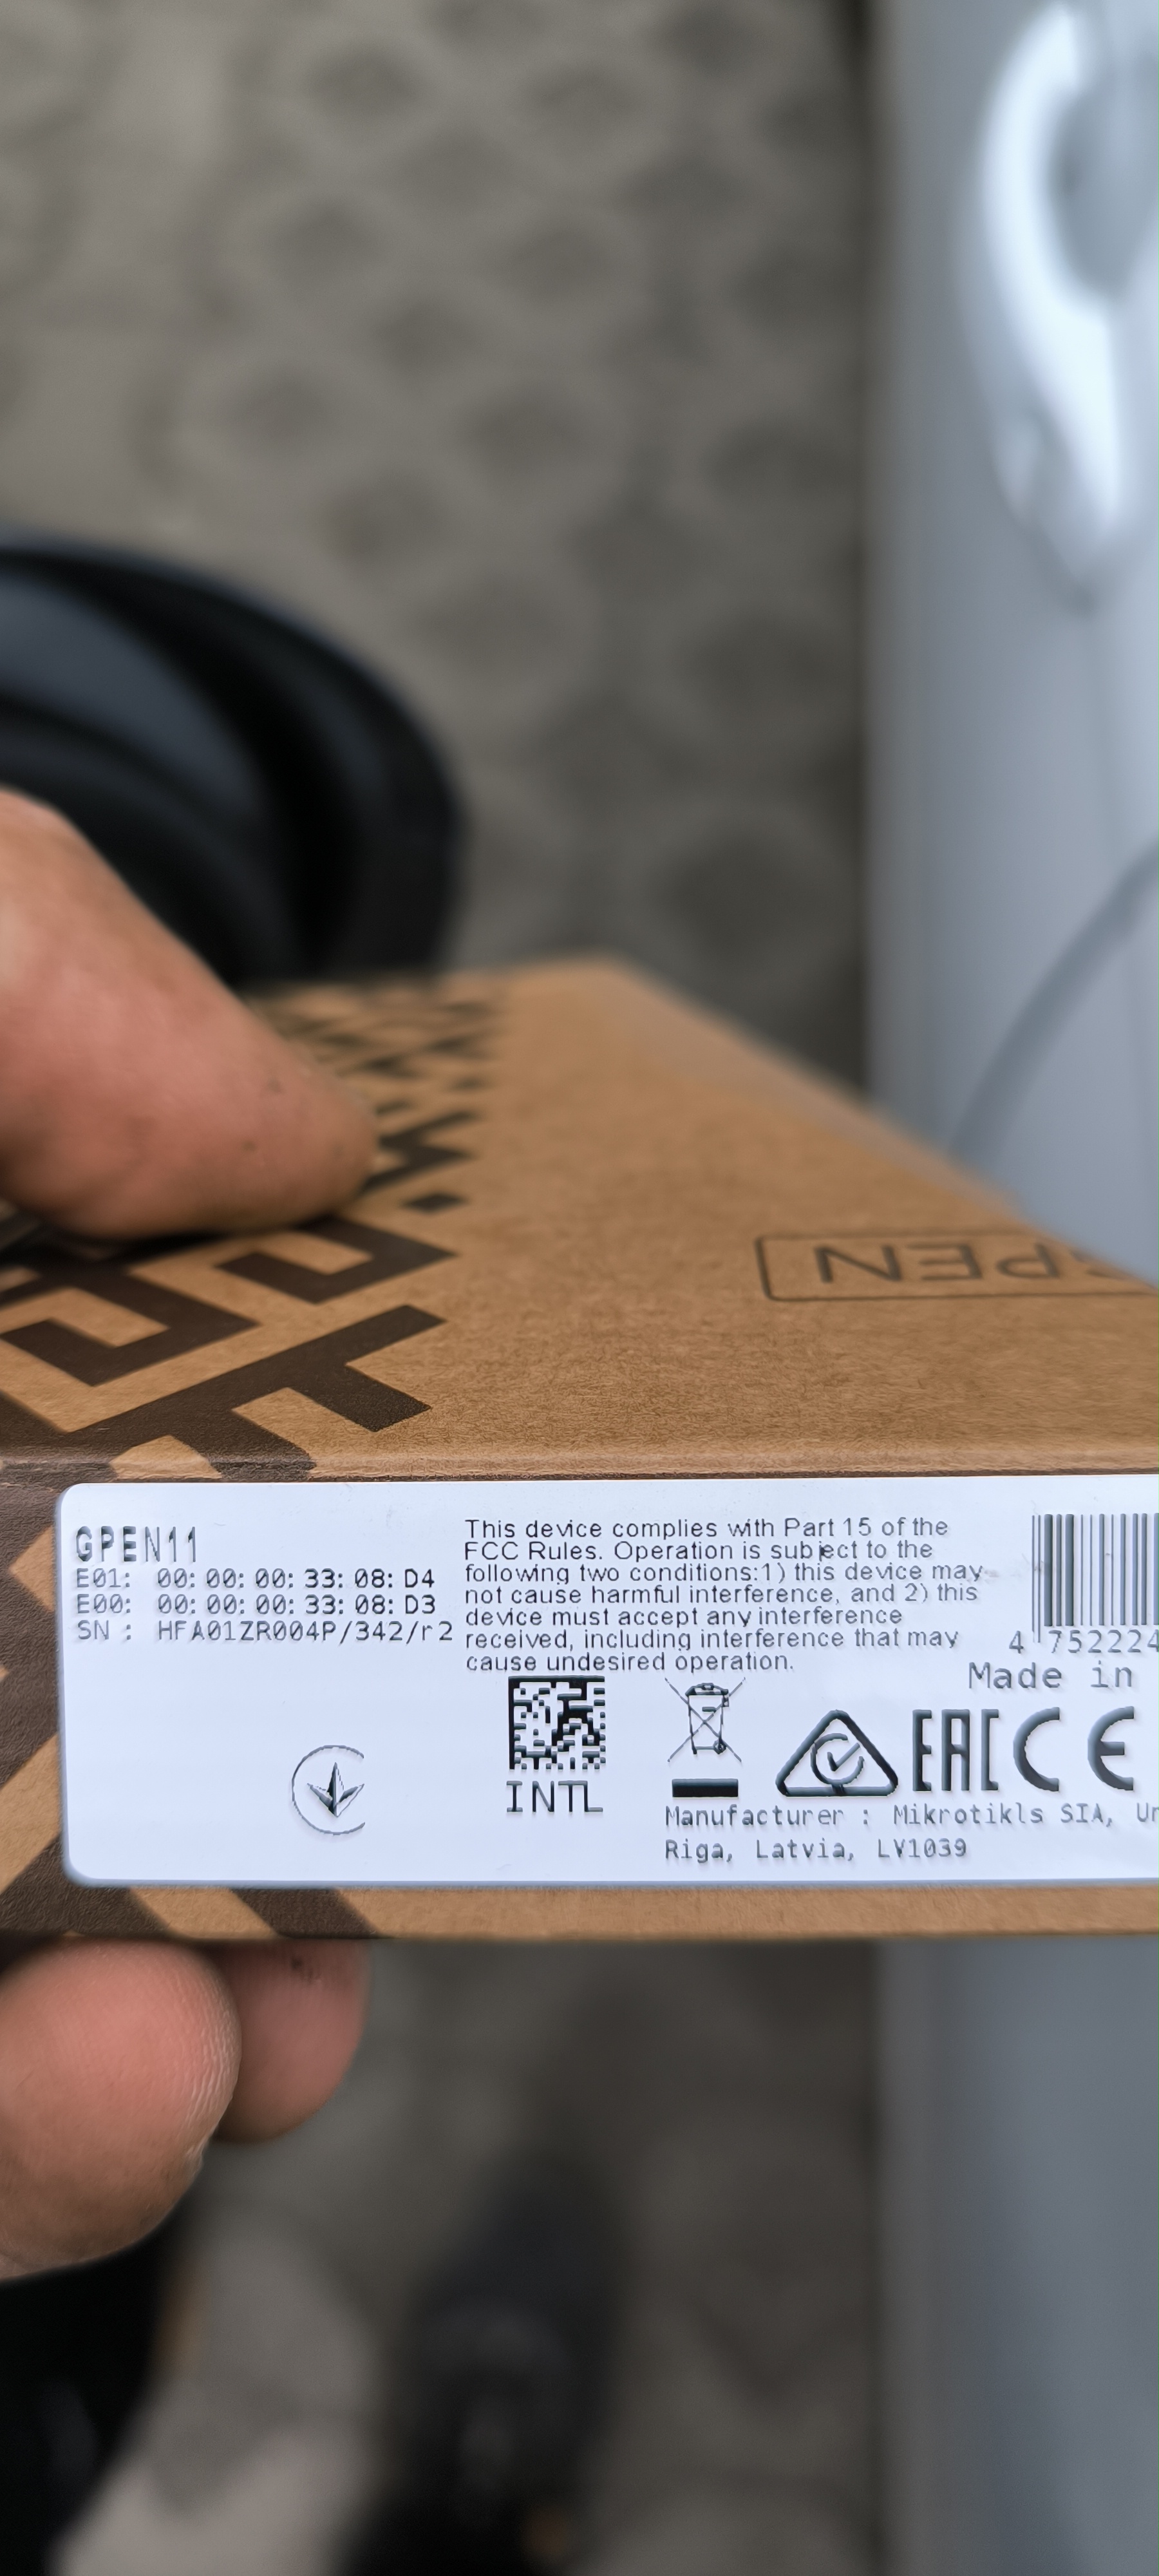 GPEN
GPEN11
E01: 00:00:00:33:08:D4
E00: 00:00:00:33:08:D3
SN : HFA01ZR004P/342/r2
This device complies with Part 15 of the
FCC Rules. Operation is subject to the
following two conditions:1) this device may
not cause harmful interference, and 2) this
device must accept any interference
received, including interference that may
cause undesired operation.
4 752224
Made in
INTL
EAC CE
Manufacturer : Mikrotikls SIA,
Riga, Latvia, LV1039